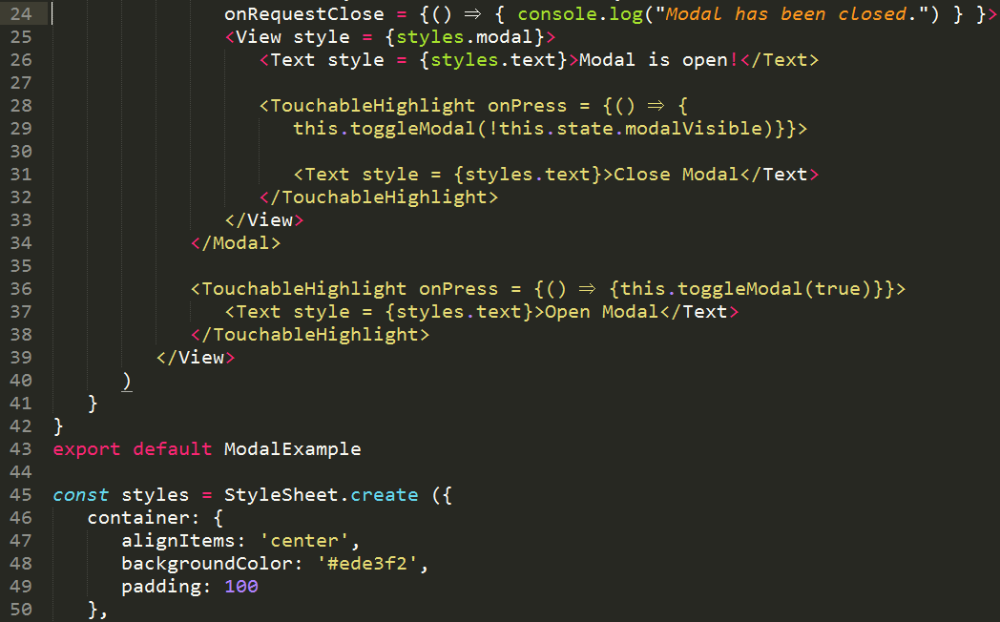 24 onRequestClose = {() ⇒ { console.log("Modal has been closed.") } }>
25 <View style = {styles.modal}>
26 <Text style = {styles.text}>Modal is open!</Text>
27
28 <TouchableHighlight onPress = {() ⇒ {
29 this.toggleModal(!this.state.modalVisible)}}>
30
31 <Text style = {styles.text}>Close Modal</Text>
32 </TouchableHighlight>
33 </View>
34 </Modal>
35
36 <TouchableHighlight onPress = {() ⇒ {this.toggleModal(true)}}>
37 <Text style = {styles.text}>Open Modal</Text>
38 </TouchableHighlight>
39 </View>
40 )
41 }
42 }
43 export default ModalExample
44
45 const styles = StyleSheet.create ({
46 container: {
47 alignItems: 'center',
48 backgroundColor: '#ede3f2',
49 padding: 100
50 },